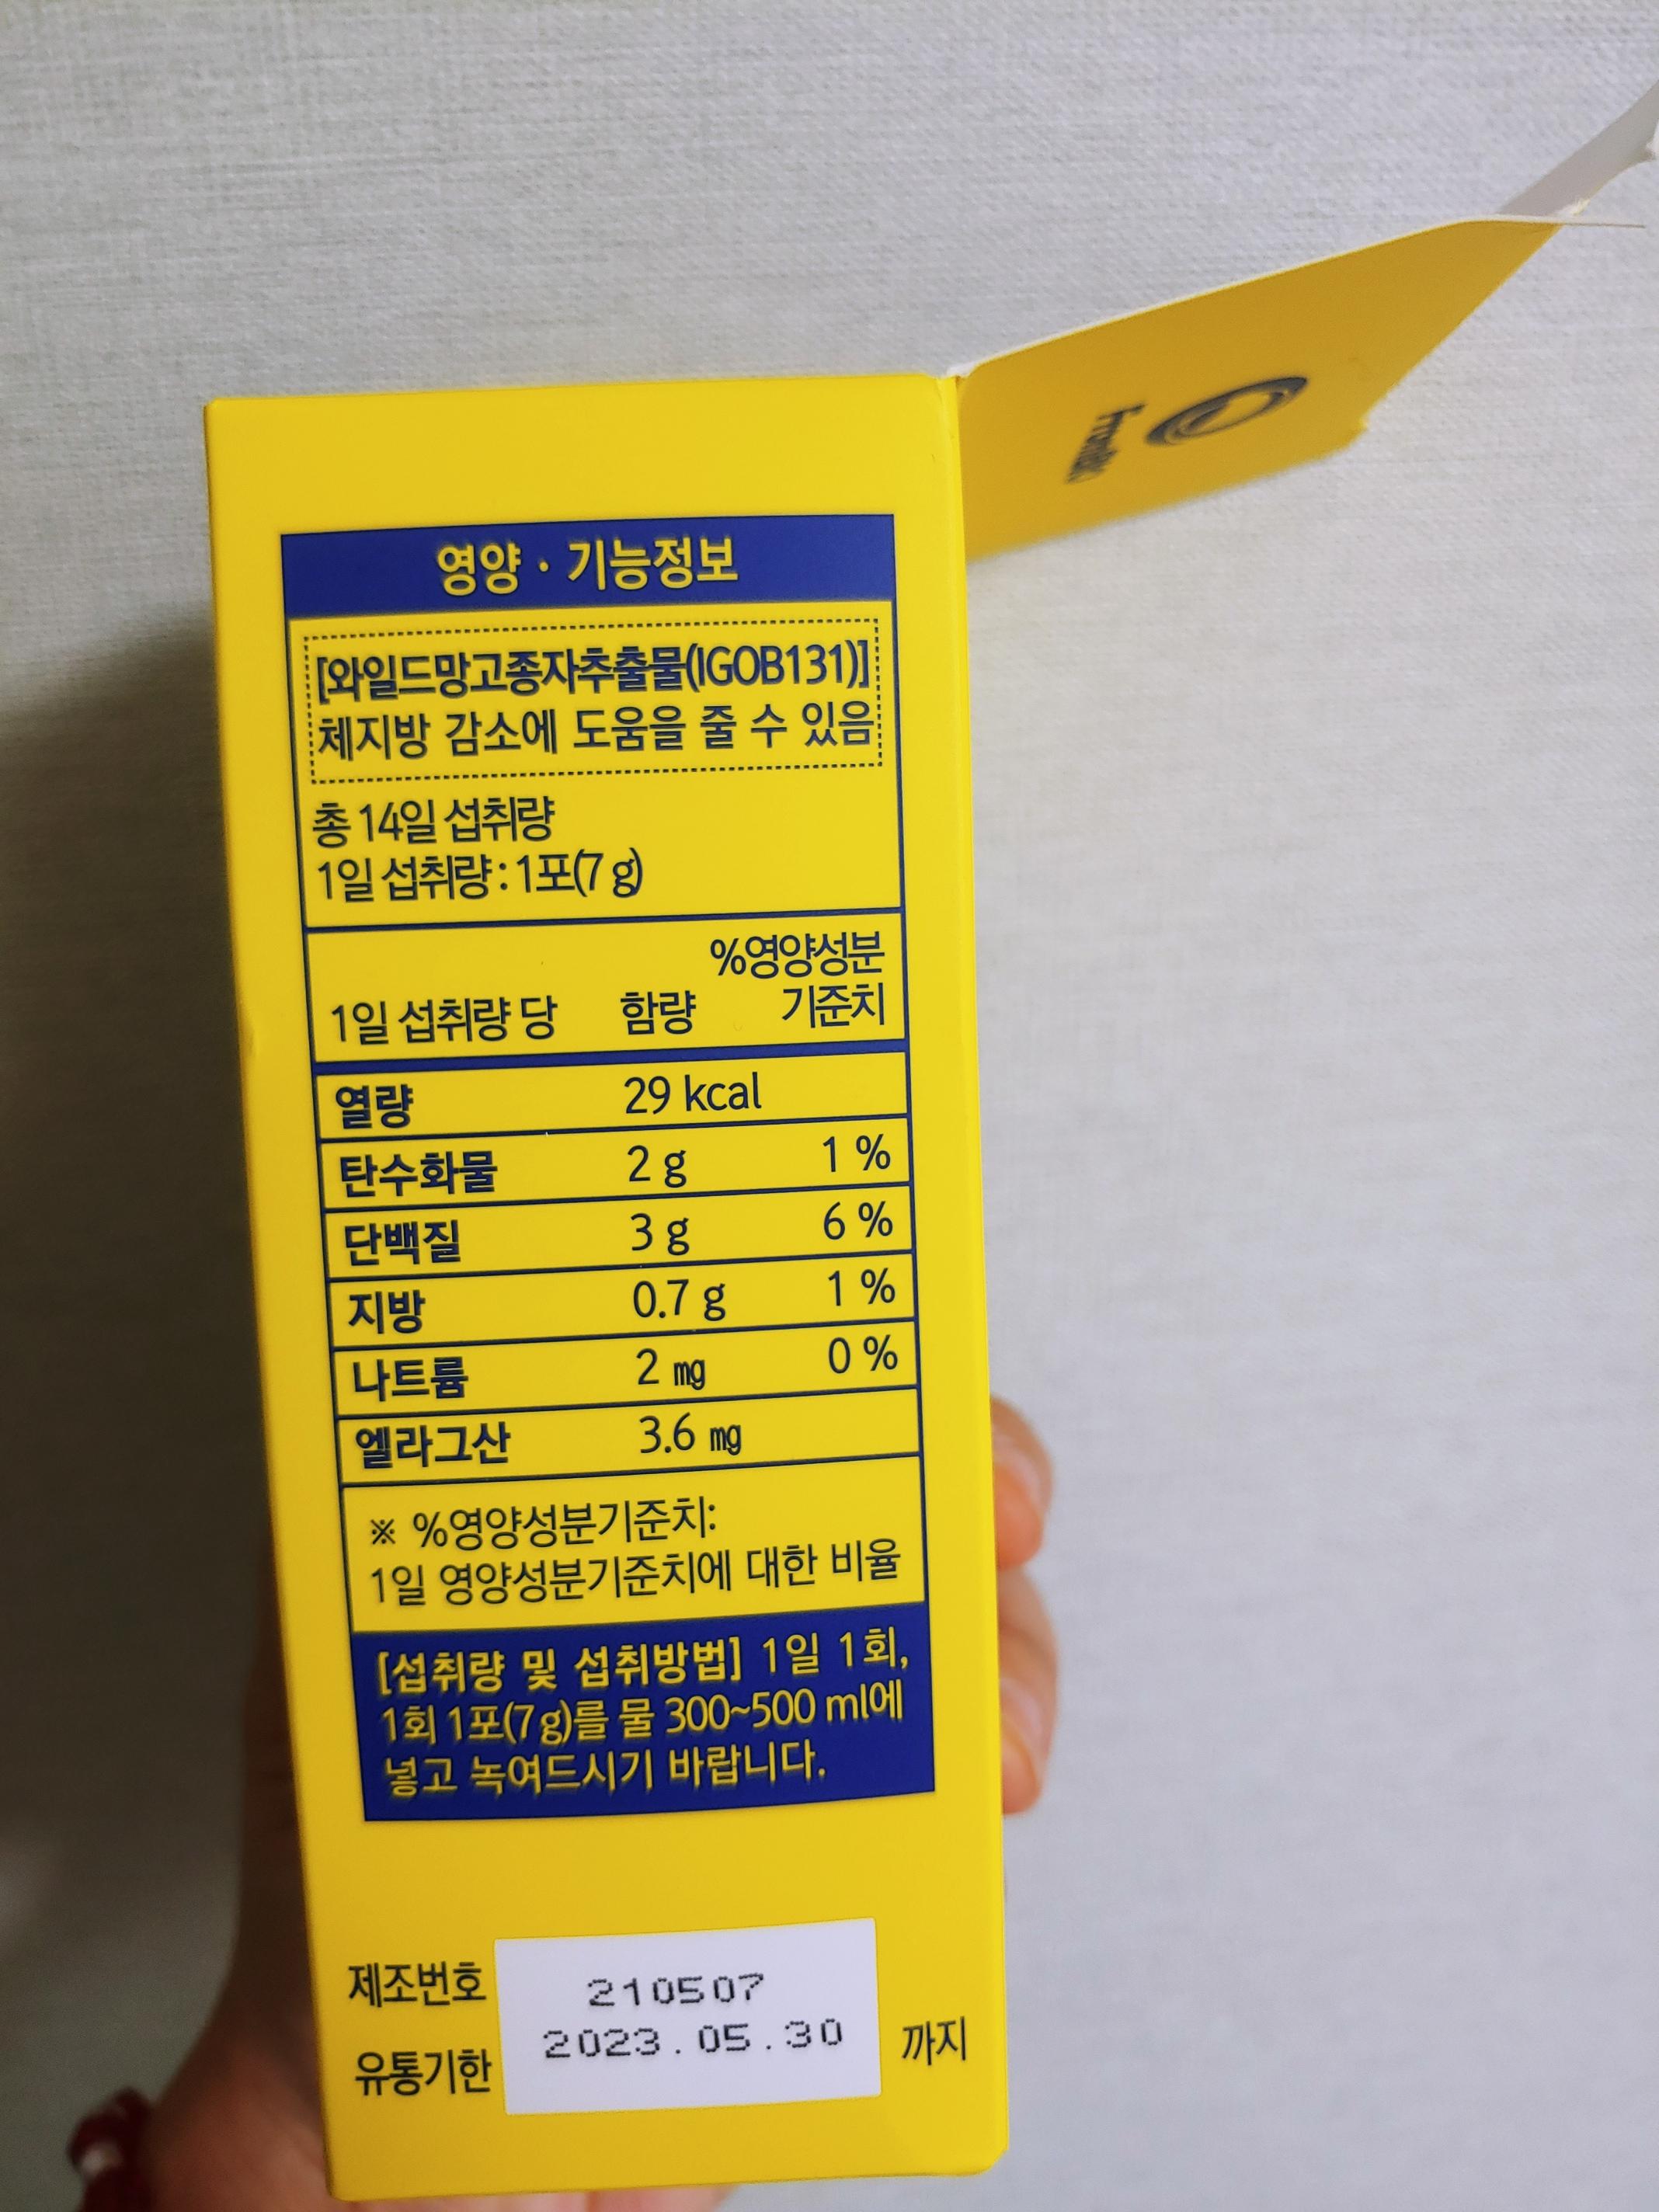 영양 · 기능정보
[와일드망고종자추출물(IGOB131)]
체지방 감소에 도움을 줄 수 있음
총 14일 섭취량
1일 섭취량 : 1포(7 g)
%영양성분
1일 섭취량 당 함량 기준치
열량 29 kcal
탄수화물 2 g 1 %
단백질 3 g 6 %
지방 0.7 g 1 %
나트륨 2 ㎎ 0 %
엘라그산 3.6 ㎎
※ %영양성분기준치:
1일 영양성분기준치에 대한 비율
[섭취량 및 섭취방법] 1일 1회,
1회 1포(7g)를 물 300~500 ml에
넣고 녹여드시기 바랍니다.
제조번호 210507
유통기한 2023.05.30 까지